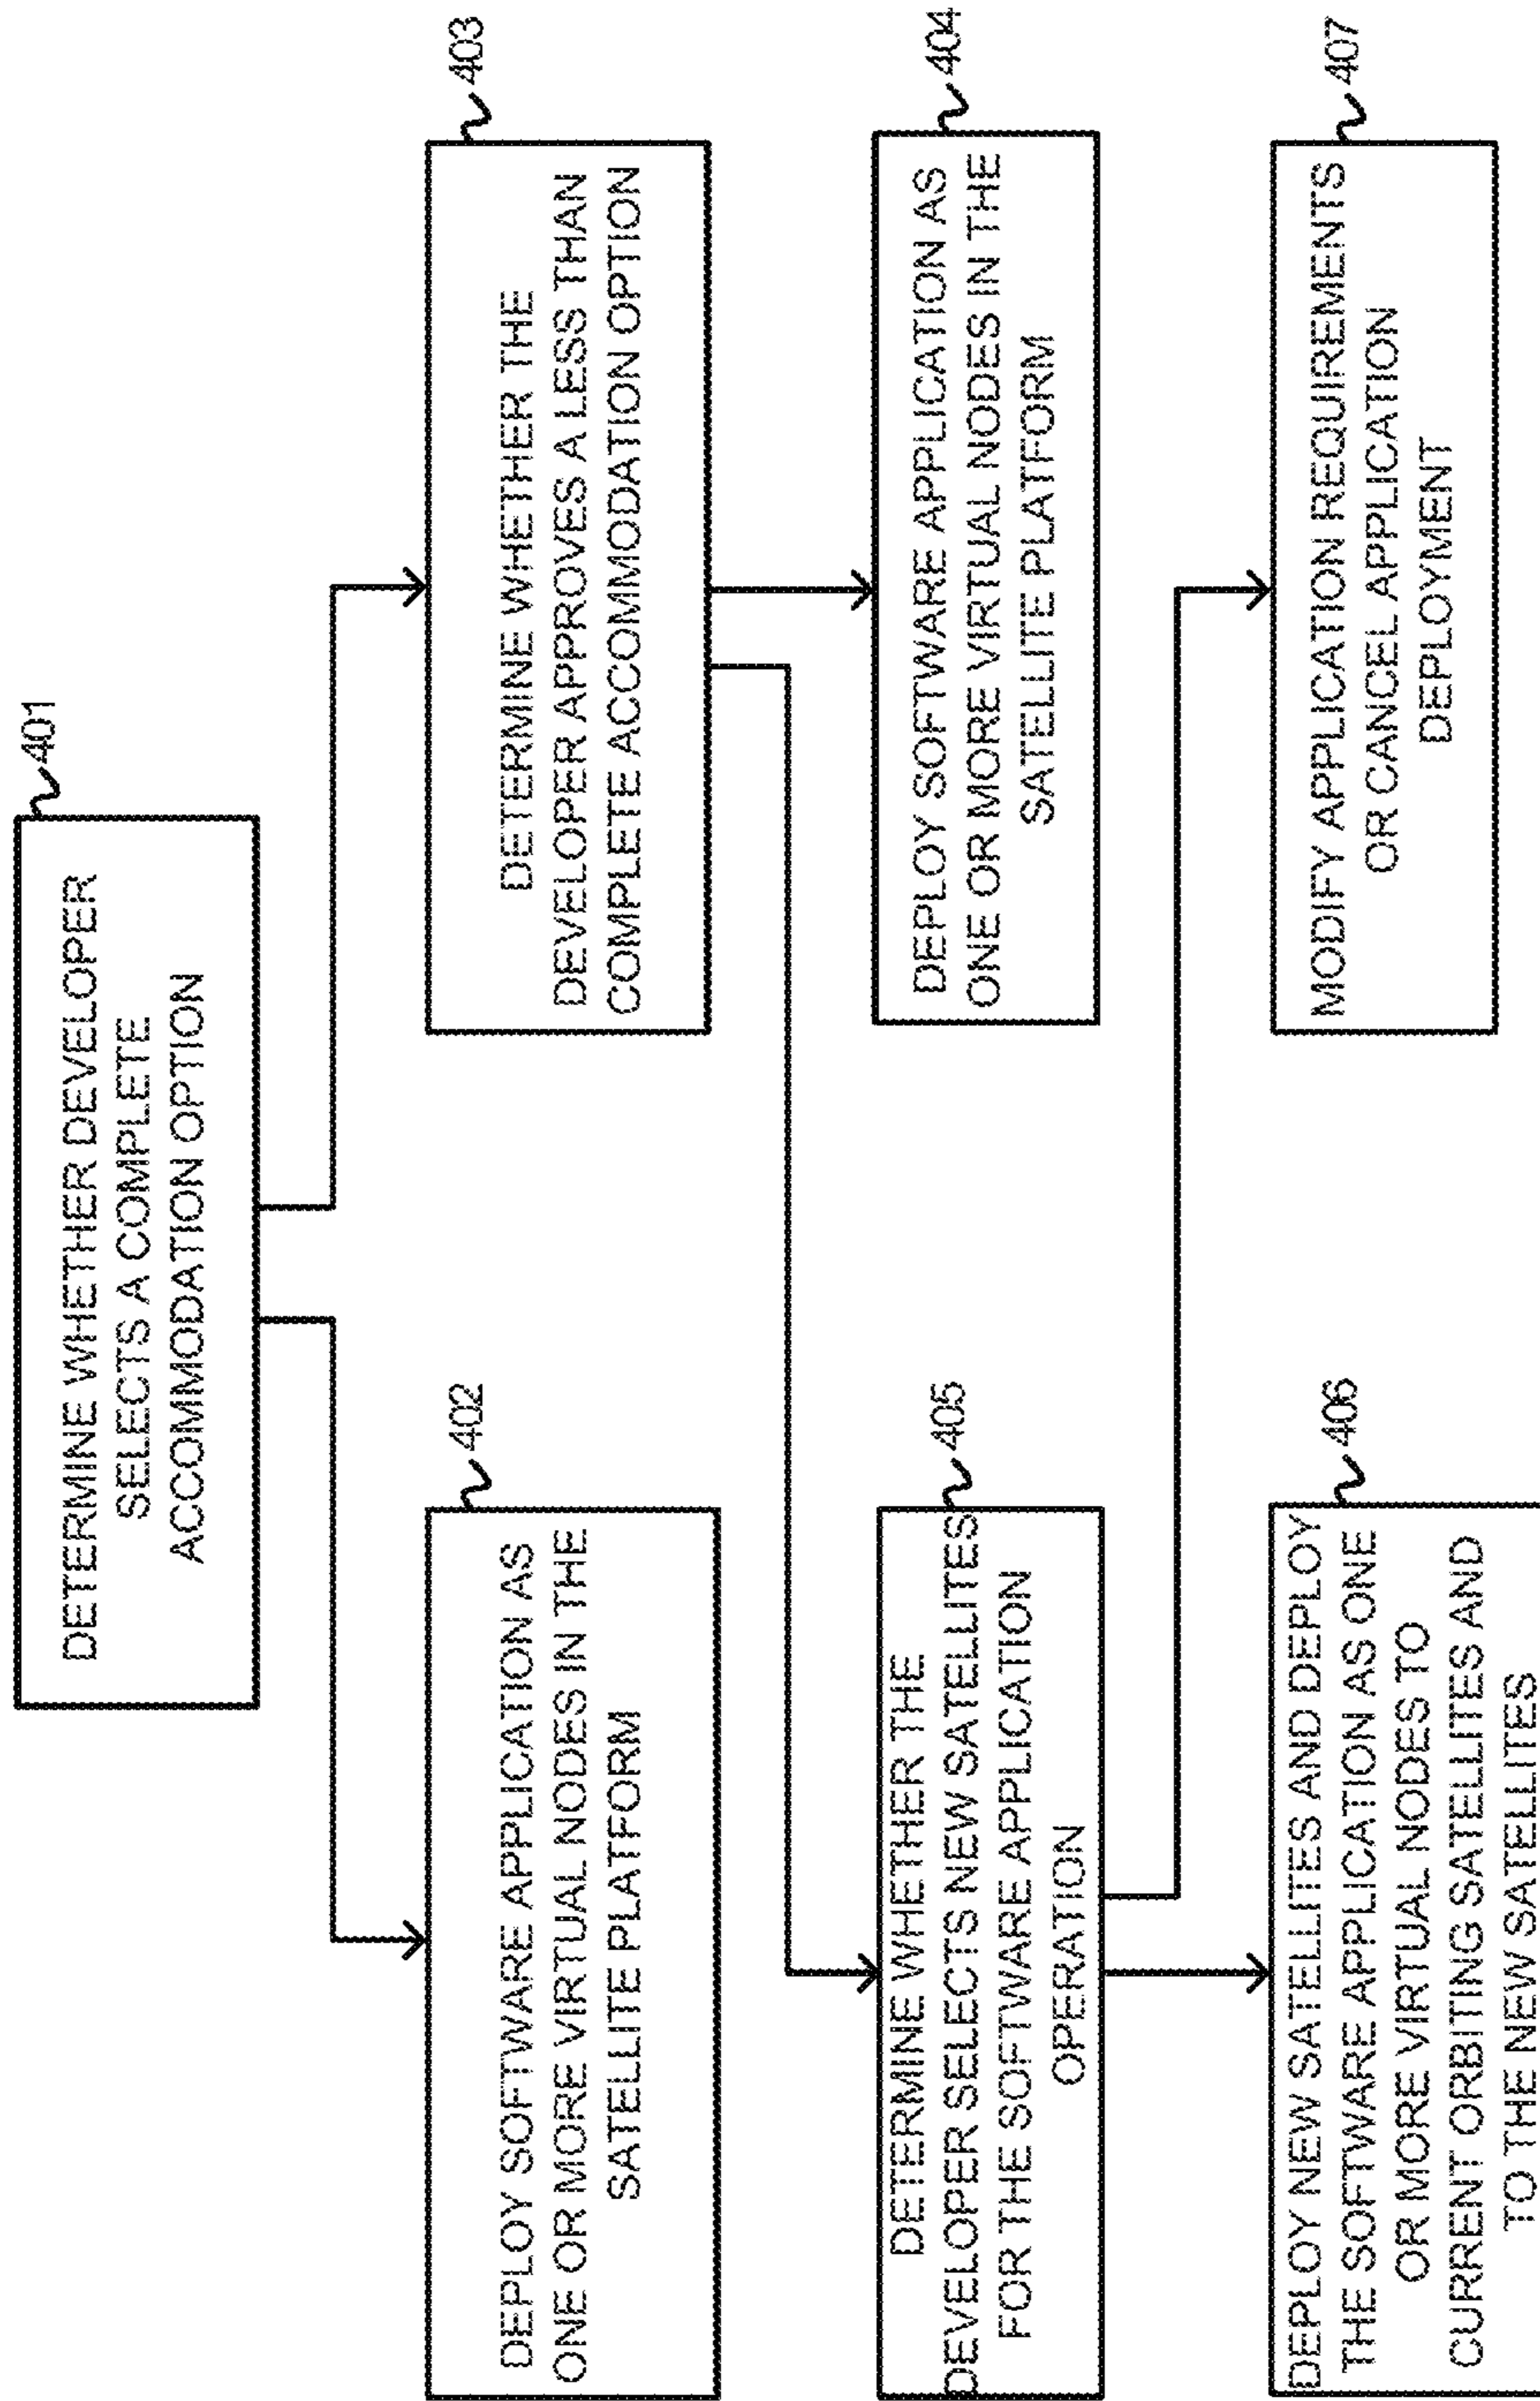 401
DETERMINE WHETHER DEVELOPER
SELECTS A COMPLETE
ACCOMMODATION OPTION
402
DEPLOY SOFTWARE APPLICATION AS
ONE OR MORE VIRTUAL NODES IN THE
SATELLITE PLATFORM
403
DETERMINE WHETHER THE
DEVELOPER APPROVES A LESS THAN
COMPLETE ACCOMMODATION OPTION
405
DETERMINE WHETHER THE
DEVELOPER SELECTS NEW SATELLITES
FOR THE SOFTWARE APPLICATION
OPERATION
404
DEPLOY SOFTWARE APPLICATION AS
ONE OR MORE VIRTUAL NODES IN THE
SATELLITE PLATFORM
406
DEPLOY NEW SATELLITES AND DEPLOY
THE SOFTWARE APPLICATION AS ONE
OR MORE VIRTUAL NODES TO
CURRENT ORBITING SATELLITES AND
TO THE NEW SATELLITES
407
MODIFY APPLICATION REQUIREMENTS
OR CANCEL APPLICATION
DEPLOYMENT